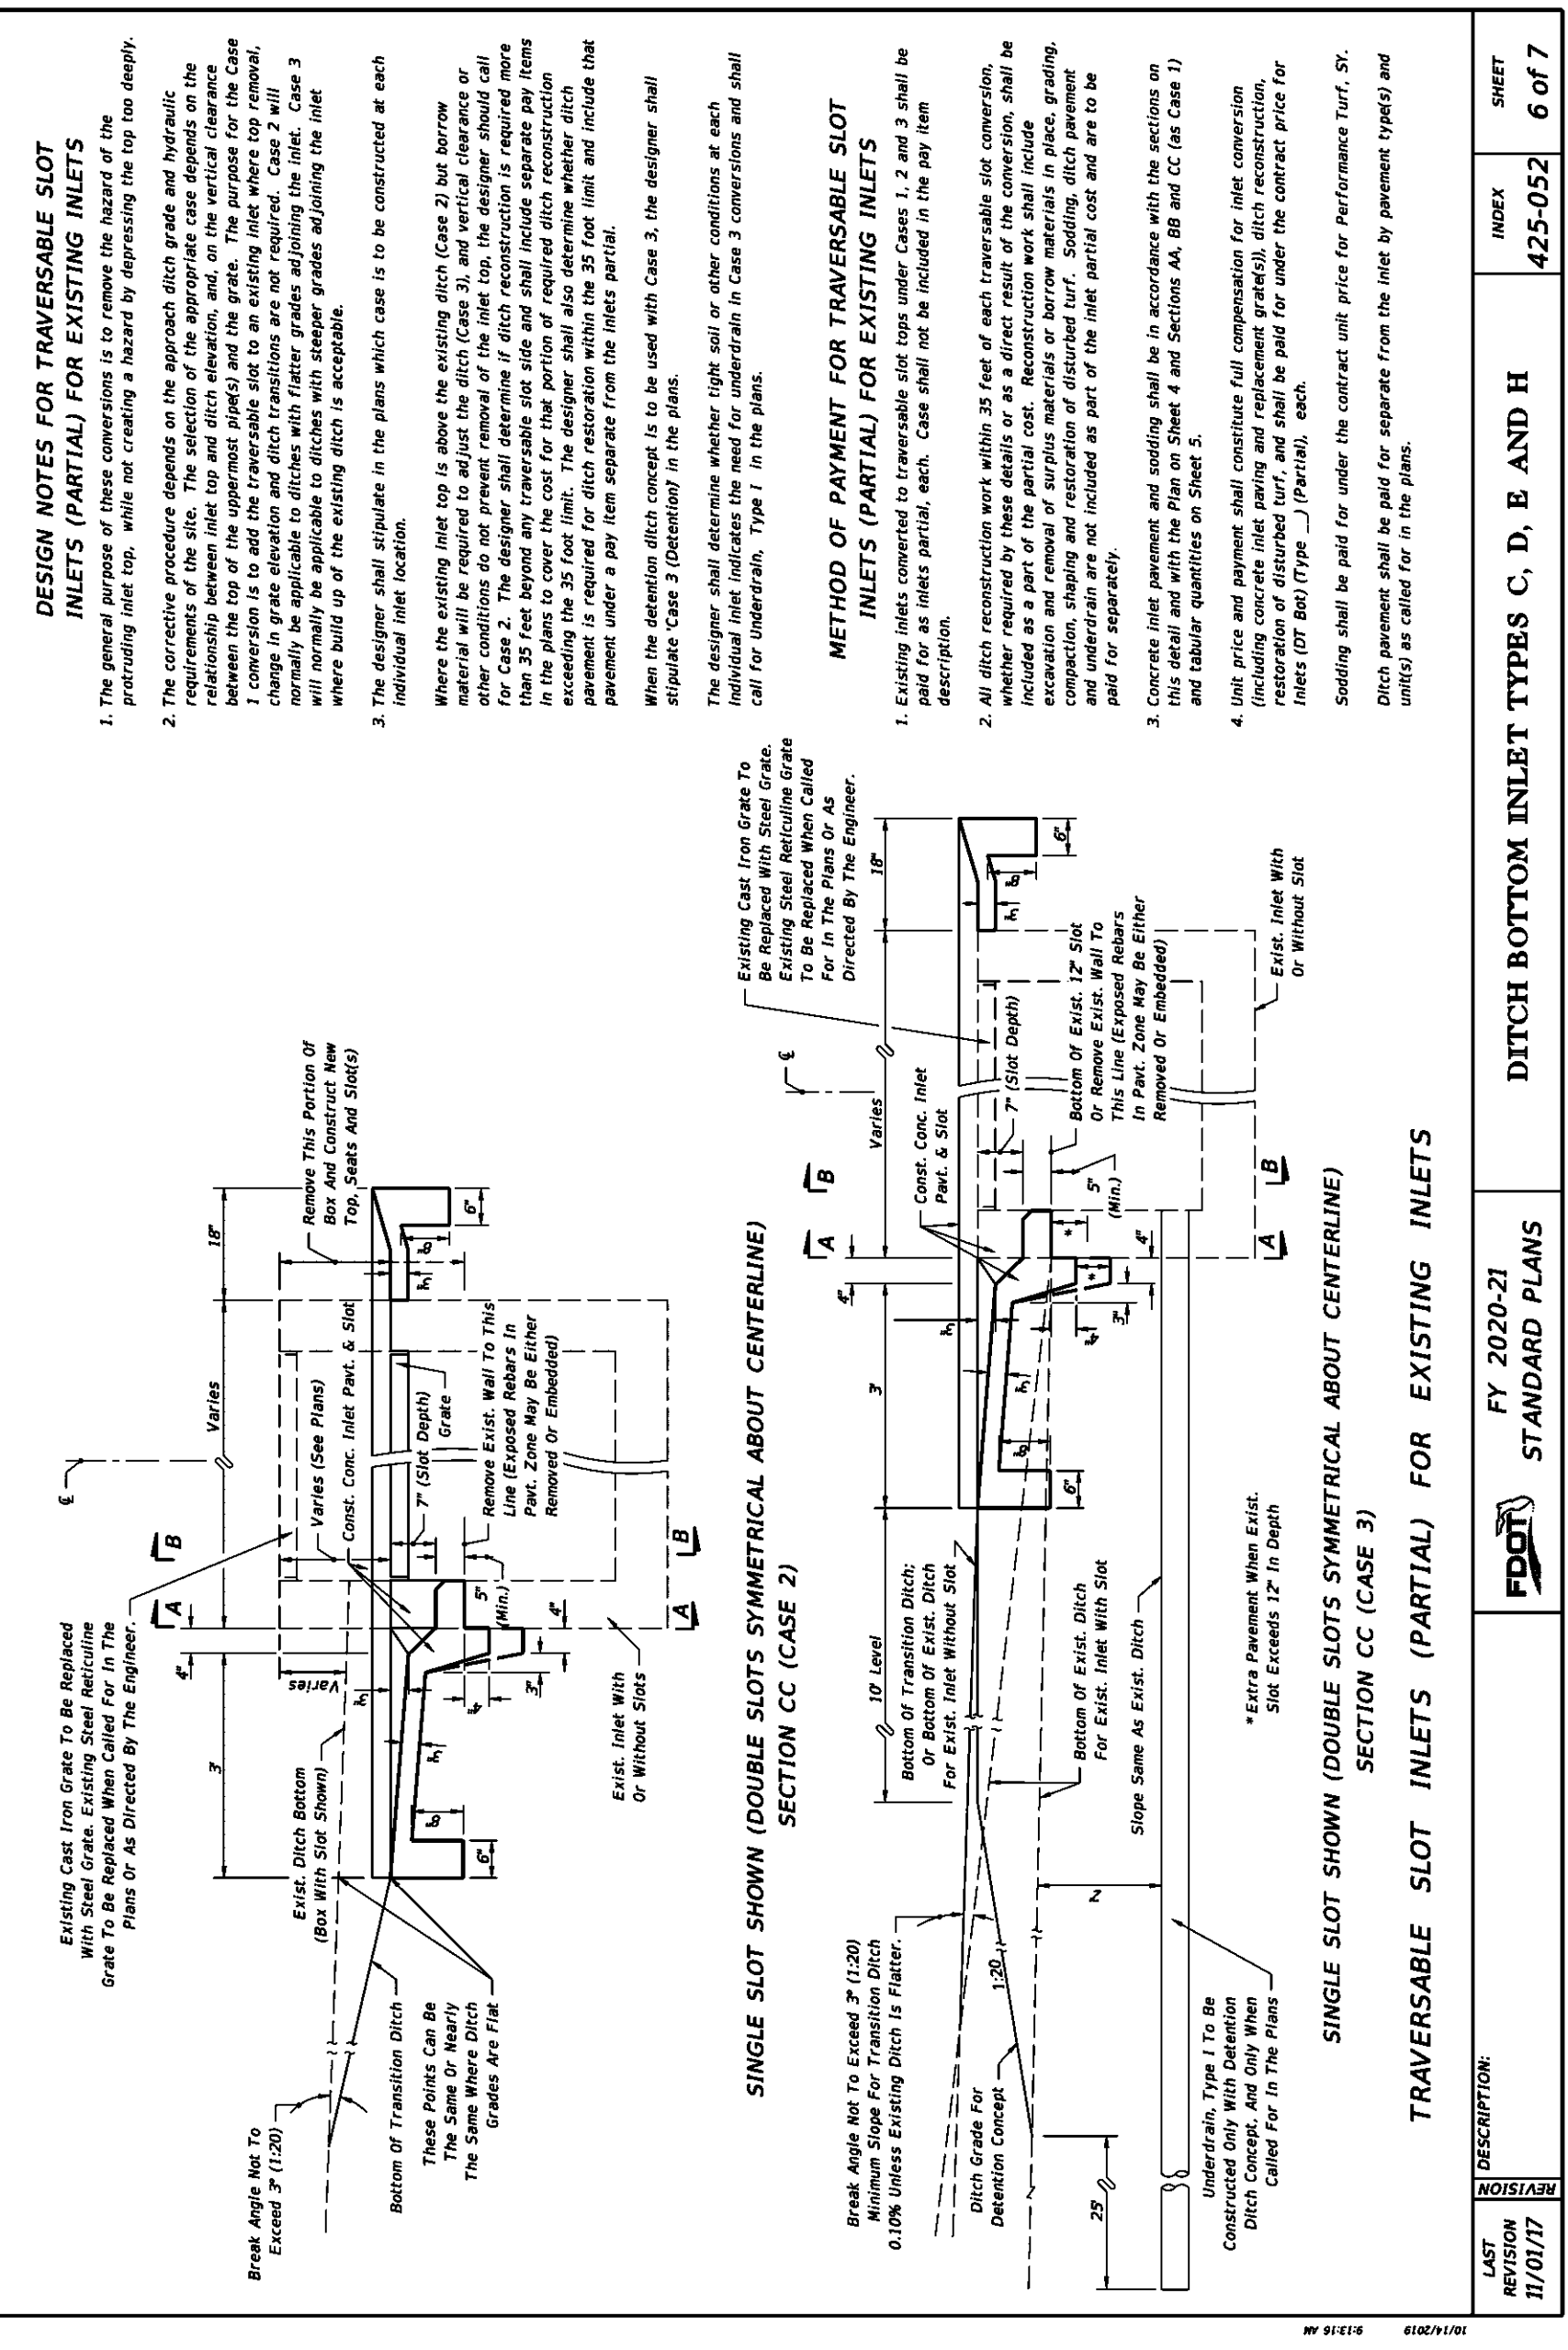 Existing Cast Iron Grate To Be Replaced
With Steel Grate. Existing Steel Reticuline
Grate To Be Replaced When Called For In The
Plans Or As Directed By The Engineer.
℄
A
B
4"
3'
Varies
18"
Varies
Varies (See Plans)
Const. Conc. Inlet Pavt. & Slot
Remove This Portion Of
Box And Construct New
Top, Seats And Slot(s)
Break Angle Not To
Exceed 3° (1:20)
Exist. Ditch Bottom
(Box With Slot Shown)
Bottom Of Transition Ditch
These Points Can Be
The Same Or Nearly
The Same Where Ditch
Grades Are Flat
6"
8"
3"
3"
4"
3"
5"
(Min.)
4"
7" (Slot Depth)
Grate
Remove Exist. Wall To This
Line (Exposed Rebars In
Pavt. Zone May Be Either
Removed Or Embedded)
3"
8"
6"
Exist. Inlet With
Or Without Slots
A
B
SINGLE SLOT SHOWN (DOUBLE SLOTS SYMMETRICAL ABOUT CENTERLINE)
SECTION CC (CASE 2)
Existing Cast Iron Grate To
Be Replaced With Steel Grate.
Existing Steel Reticuline Grate
To Be Replaced When Called
For In The Plans Or As
Directed By The Engineer.
℄
A
B
Break Angle Not To Exceed 3° (1:20)
Minimum Slope For Transition Ditch
0.10% Unless Existing Ditch Is Flatter.
10' Level
3'
4"
Varies
18"
Bottom Of Transition Ditch;
Or Bottom Of Exist. Ditch
For Exist. Inlet Without Slot
Const. Conc. Inlet
Pavt. & Slot
Ditch Grade For
Detention Concept
1:20
Bottom Of Exist. Ditch
For Exist. Inlet With Slot
6"
8"
3"
3"
4"
3"
*
*
4"
5"
(Min.)
7" (Slot Depth)
Bottom Of Exist. 12" Slot
Or Remove Exist. Wall To
This Line (Exposed Rebars
In Pavt. Zone May Be Either
Removed Or Embedded)
3"
8"
6"
Z
Slope Same As Exist. Ditch
25'
Underdrain, Type I To Be
Constructed Only With Detention
Ditch Concept, And Only When
Called For In The Plans
*Extra Pavement When Exist.
Slot Exceeds 12" In Depth
A
B
Exist. Inlet With
Or Without Slot
SINGLE SLOT SHOWN (DOUBLE SLOTS SYMMETRICAL ABOUT CENTERLINE)
SECTION CC (CASE 3)
TRAVERSABLE SLOT INLETS (PARTIAL) FOR EXISTING INLETS
DESIGN NOTES FOR TRAVERSABLE SLOT
INLETS (PARTIAL) FOR EXISTING INLETS
1. The general purpose of these conversions is to remove the hazard of the
protruding inlet top, while not creating a hazard by depressing the top too deeply.
2. The corrective procedure depends on the approach ditch grade and hydraulic
requirements of the site. The selection of the appropriate case depends on the
relationship between inlet top and ditch elevation, and, on the vertical clearance
between the top of the uppermost pipe(s) and the grate. The purpose for the Case
1 conversion is to add the traversable slot to an existing inlet where top removal,
change in grate elevation and ditch transitions are not required. Case 2 will
normally be applicable to ditches with flatter grades adjoining the inlet. Case 3
will normally be applicable to ditches with steeper grades adjoining the inlet
where build up of the existing ditch is acceptable.
3. The designer shall stipulate in the plans which case is to be constructed at each
individual inlet location.
Where the existing inlet top is above the existing ditch (Case 2) but borrow
material will be required to adjust the ditch (Case 3), and vertical clearance or
other conditions do not prevent removal of the inlet top, the designer should call
for Case 2. The designer shall determine if ditch reconstruction is required more
than 35 feet beyond any traversable slot side and shall include separate pay items
in the plans to cover the cost for that portion of required ditch reconstruction
exceeding the 35 foot limit. The designer shall also determine whether ditch
pavement is required for ditch restoration within the 35 foot limit and include that
pavement under a pay item separate from the inlets partial.
When the detention ditch concept is to be used with Case 3, the designer shall
stipulate 'Case 3 (Detention)' in the plans.
The designer shall determine whether tight soil or other conditions at each
individual inlet indicates the need for underdrain in Case 3 conversions and shall
call for Underdrain, Type I in the plans.
METHOD OF PAYMENT FOR TRAVERSABLE SLOT
INLETS (PARTIAL) FOR EXISTING INLETS
1. Existing inlets converted to traversable slot tops under Cases 1, 2 and 3 shall be
paid for as inlets partial, each. Case shall not be included in the pay item
description.
2. All ditch reconstruction work within 35 feet of each traversable slot conversion,
whether required by these details or as a direct result of the conversion, shall be
included as a part of the partial cost. Reconstruction work shall include
excavation and removal of surplus materials or borrow materials in place, grading,
compaction, shaping and restoration of disturbed turf. Sodding, ditch pavement
and underdrain are not included as part of the inlet partial cost and are to be
paid for separately.
3. Concrete inlet pavement and sodding shall be in accordance with the sections on
this detail and with the Plan on Sheet 4 and Sections AA, BB and CC (as Case 1)
and tabular quantities on Sheet 5.
4. Unit price and payment shall constitute full compensation for inlet conversion
(including concrete inlet paving and replacement grate(s)), ditch reconstruction,
restoration of disturbed turf, and shall be paid for under the contract price for
Inlets (DT Bot) (Type __) (Partial), each.
Sodding shall be paid for under the contract unit price for Performance Turf, SY.
Ditch pavement shall be paid for separate from the inlet by pavement type(s) and
unit(s) as called for in the plans.
10/14/2019 9:13:16 AM
LAST
REVISION
11/01/17
REVISION
DESCRIPTION:
FDOT
FY 2020-21
STANDARD PLANS
DITCH BOTTOM INLET TYPES C, D, E AND H
INDEX
425-052
SHEET
6 of 7